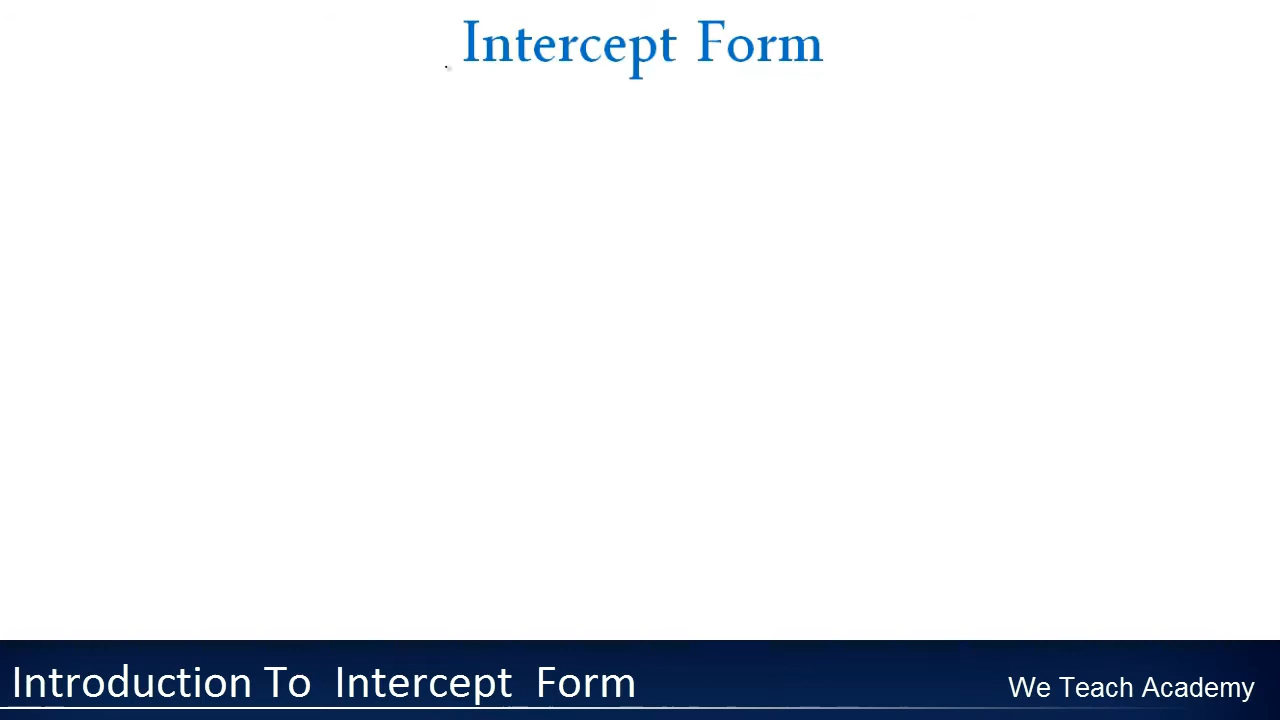 Intercept Form
Introduction To Intercept Form
We Teach Academy